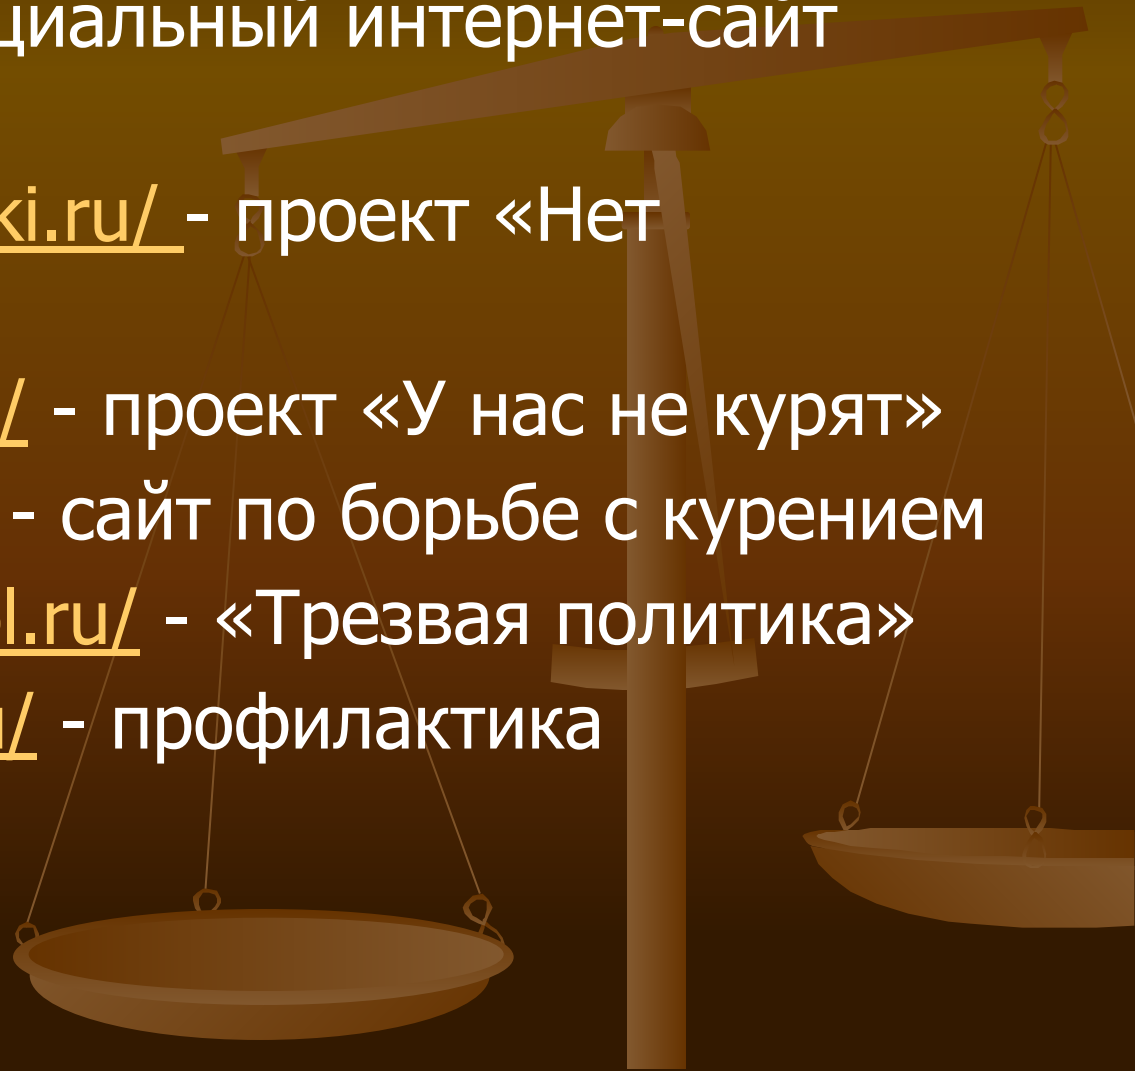 циальный интернет-сайт
ki.ru/ - проект «Нет
/ - проект «У нас не курят»
- сайт по борьбе с курением
l.ru/ - «Трезвая политика»
/ - профилактика